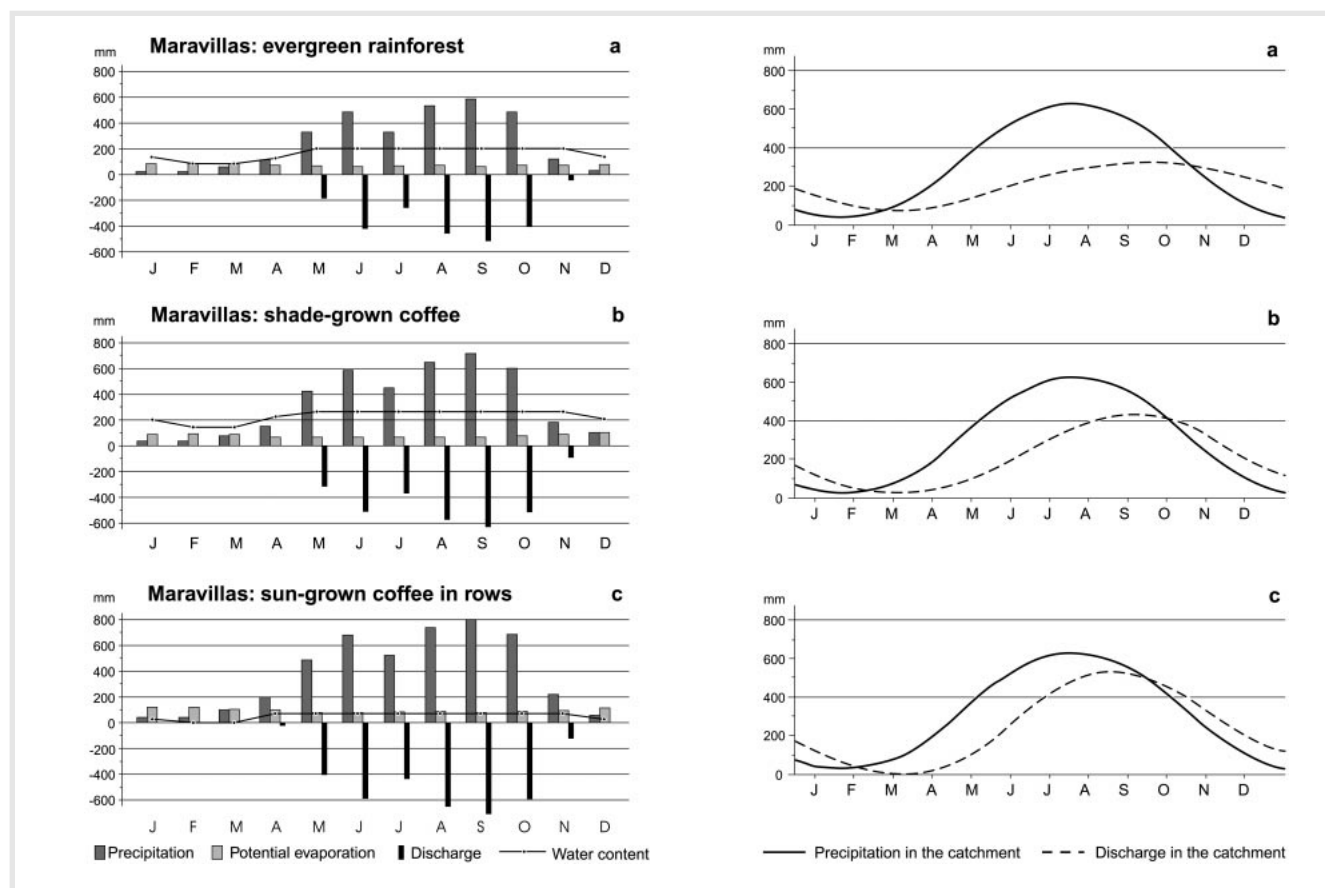 Maravilles: evergreen rainforest a
mm
800
600
400
200
0
-200
-400
-600
J F M A M J J A S O N D
a
mm
800
600
400
200
0
J F M A M J J A S O N D
Maravillas: shade-grown coffee b
mm
800
600
400
200
0
-200
-400
-600
J F M A M J J A S O N D
b
mm
800
600
400
200
0
J F M A M J J A S O N D
Maravillas: sun-grown coffee in rows c
mm
800
600
400
200
0
-200
-400
-600
J F M A M J J A S O N D
Precipitation Potential evaporation Discharge Water content
c
mm
800
600
400
200
0
J F M A M J J A S O N D
Precipitation in the catchment Discharge in the catchment